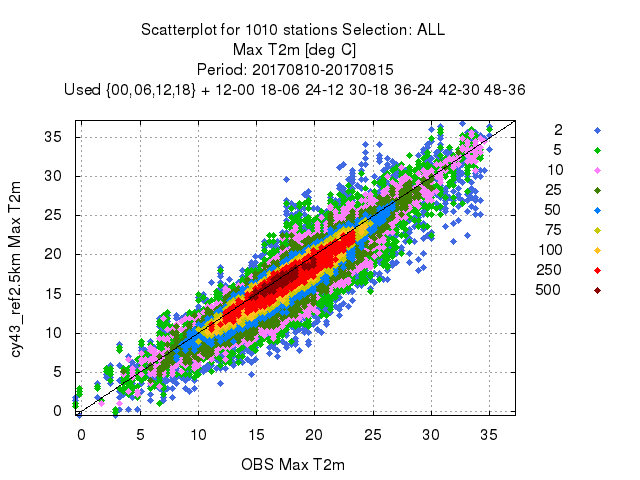 Scatterplot for 1010 stations Selection: ALL
Max T2m [deg C]
Period: 20170810-20170815
Used {00,06,12,18} + 12-00 18-06 24-12 30-18 36-24 42-30 48-36
cy43_ref2.5km Max T2m
35
30
25
20
15
10
5
0
0 5 10 15 20 25 30 35
OBS Max T2m
2
5
10
25
50
75
100
250
500